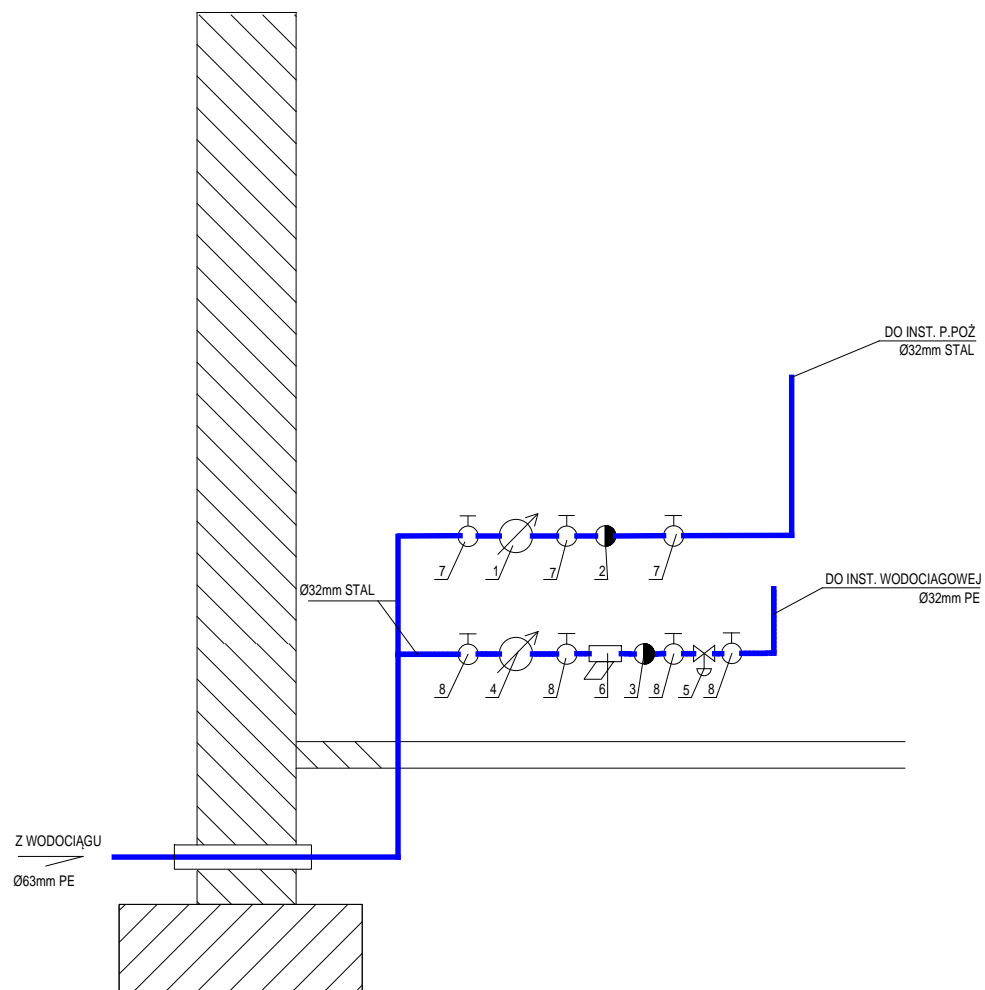 DO INST. P.POŻ
Ø32mm STAL
7
1
7
2
7
Ø32mm STAL
DO INST. WODOCIAGOWEJ
Ø32mm PE
8
4
8
6
3
8
5
8
Z WODOCIĄGU
Ø63mm PE